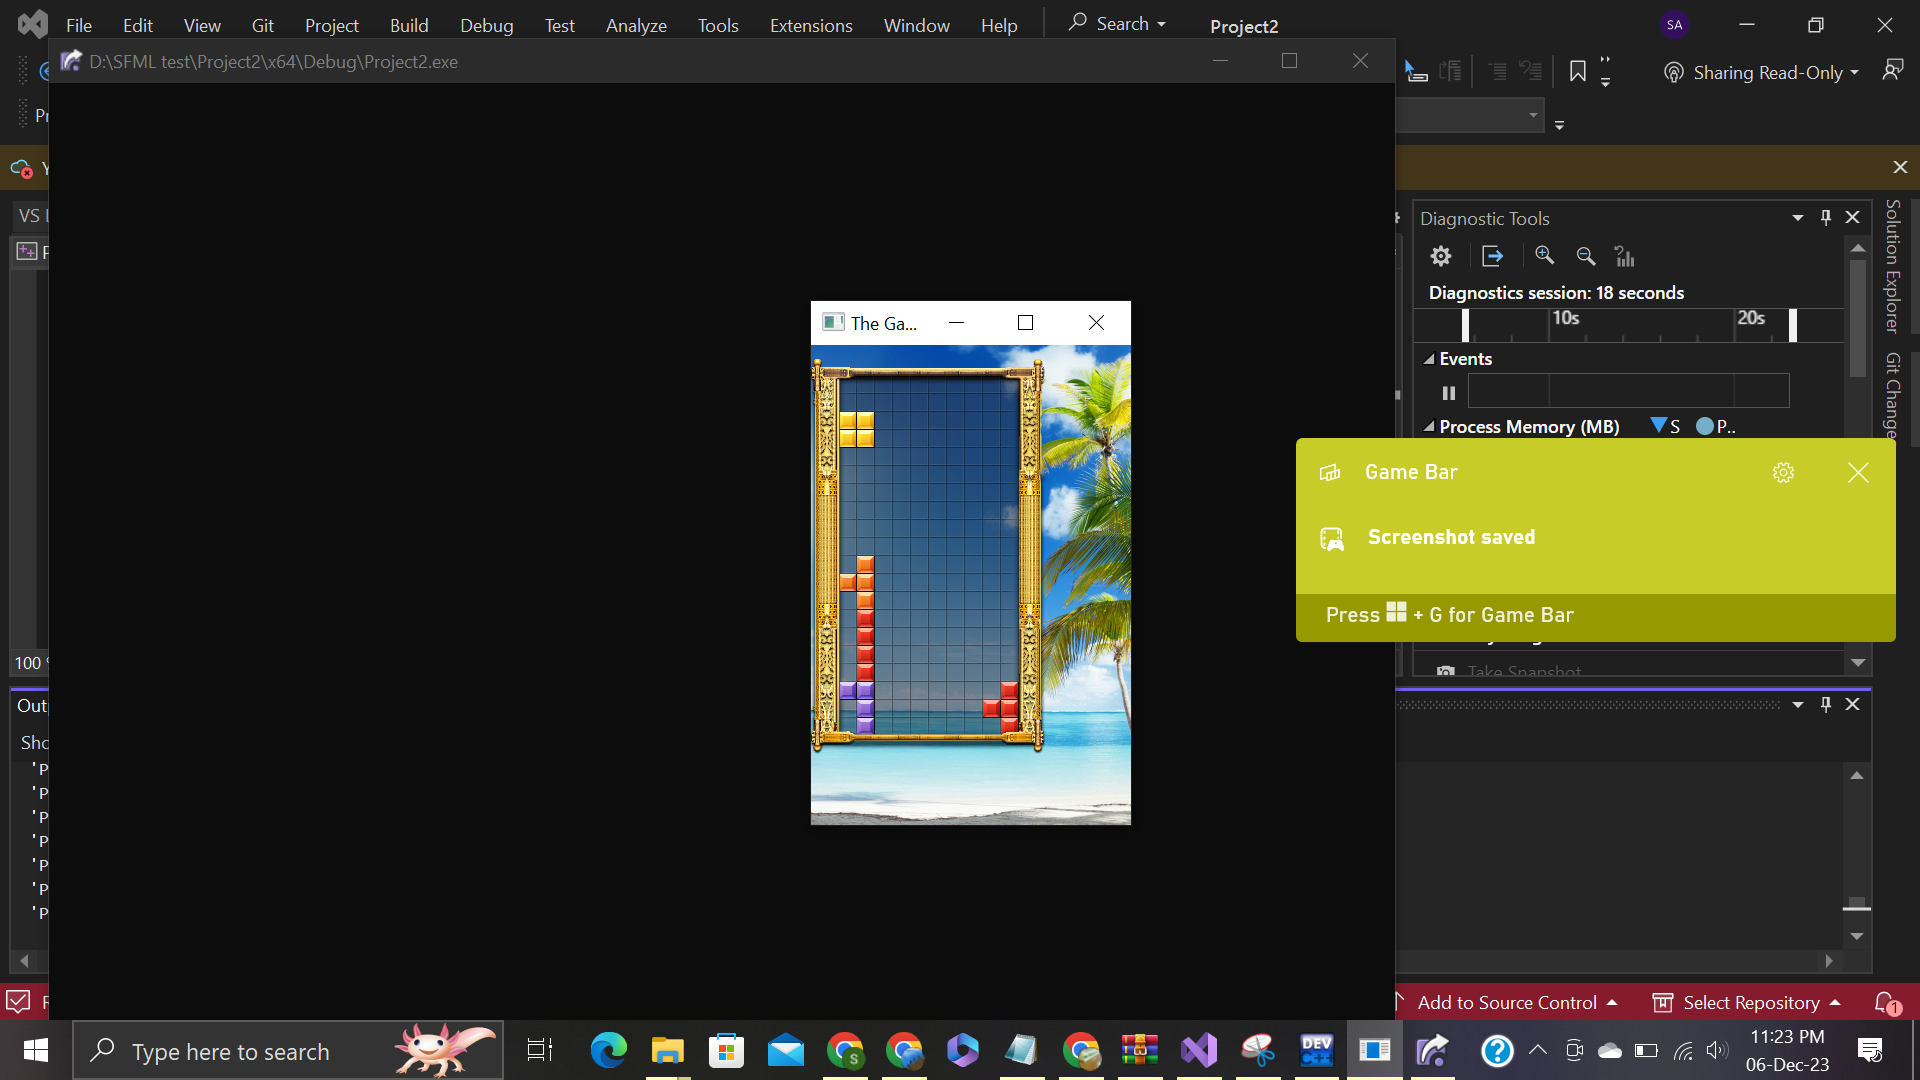 File Edit View Git Project Build Debug Test Analyze Tools Extensions Window Help Search Project2 SA
D:\SFML test\Project2\x64\Debug\Project2.exe
Sharing Read-Only
Pr
Y
VS L
Diagnostic Tools
Solution Explorer
Git Change
Diagnostics session: 18 seconds
10s 20s
The Ga...
Events
Process Memory (MB) S P..
Game Bar
Screenshot saved
Press + G for Game Bar
Take Snapshot
100 %
Out
Sho
'P
'P
'P
'P
'P
'P
'P
R
Add to Source Control Select Repository 1
Type here to search
S
DEV
C++
11:23 PM
06-Dec-23